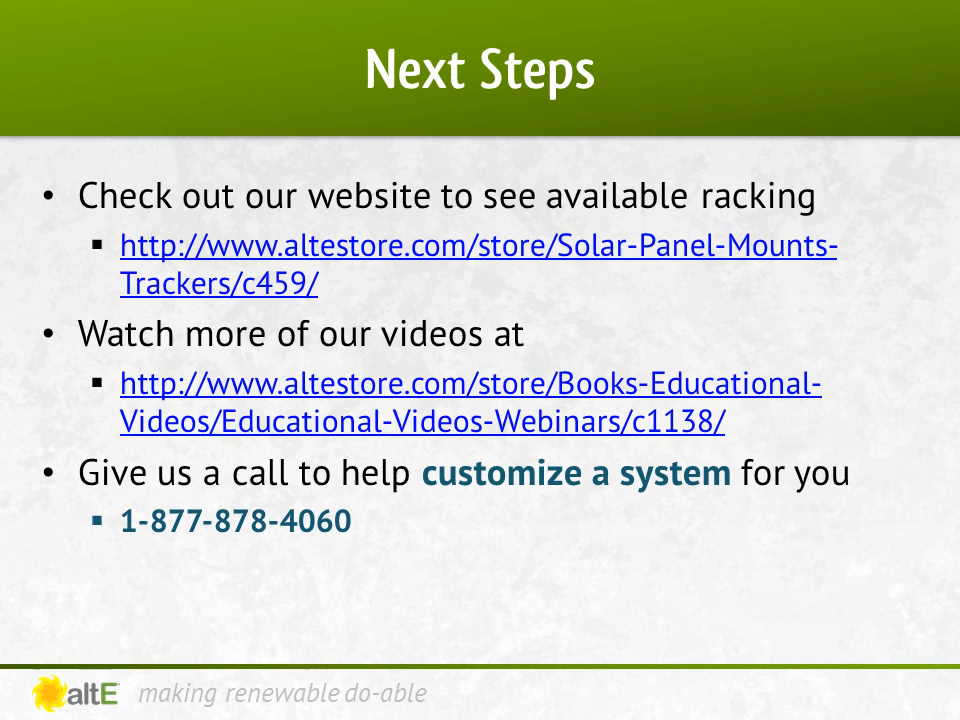 Next Steps
• Check out our website to see available racking
▪ http://www.altestore.com/store/Solar-Panel-Mounts-
Trackers/c459/
• Watch more of our videos at
▪ http://www.altestore.com/store/Books-Educational-
Videos/Educational-Videos-Webinars/c1138/
• Give us a call to help customize a system for you
▪ 1-877-878-4060
altE making renewable do-able